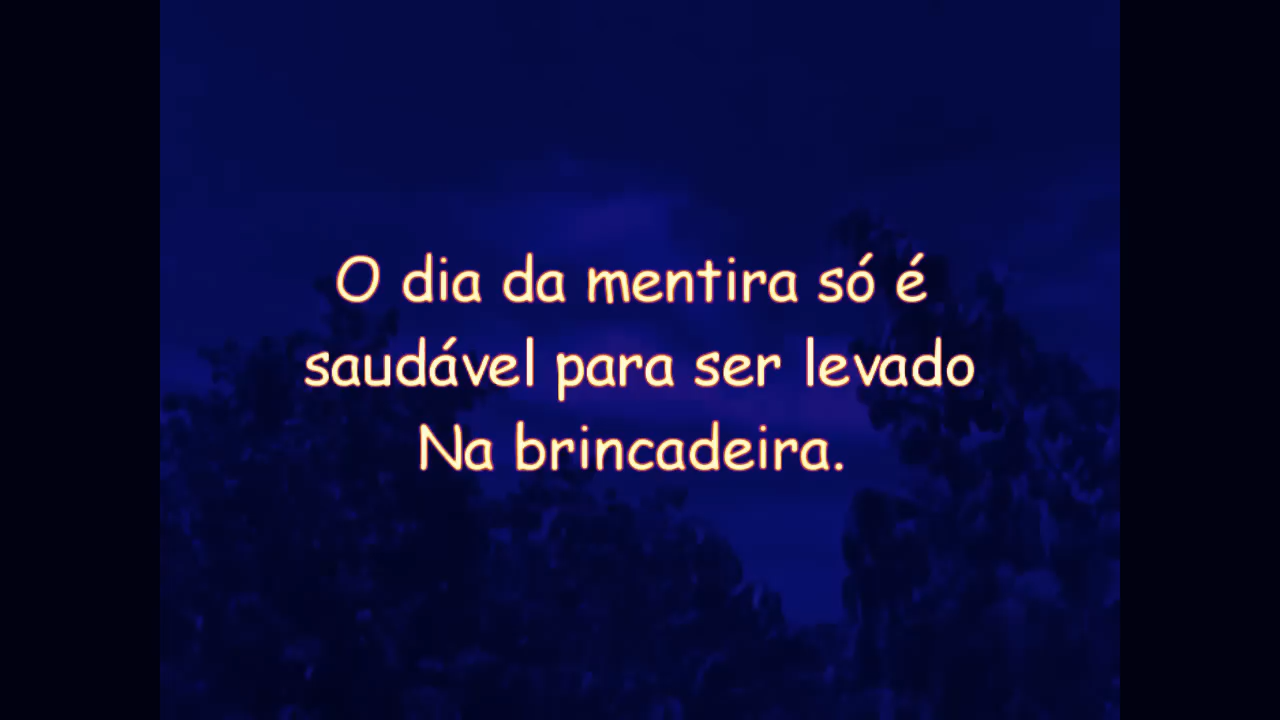 O dia da mentira só é
saudável para ser levado
Na brincadeira.